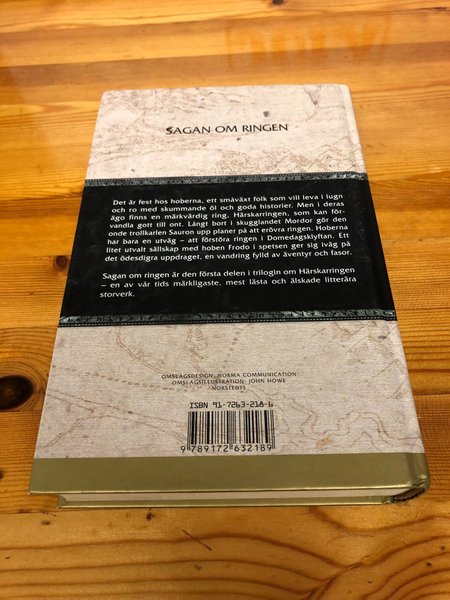 SAGAN OM RINGEN
Det är fest hos hoberna, ett småväxt folk som vill leva i lugn
och ro med skummande öl och goda historier. Men i deras
ägo finns en märkvärdig ring, Härskarringen, som kan för-
vandla gott till ont. Långt bort i skugglandet Mordor gör den
onde trollkarlen Sauron upp planer på att erövra ringen. Hoberna
har bara en utväg – att förstöra ringen i Domedagsklyftan. Ett
litet utvalt sällskap med hoben Frodo i spetsen ger sig iväg på
det ödesdigra uppdraget, en vandring fylld av äventyr och fasor.
Sagan om ringen är den första delen i trilogin om Härskarringen
– en av vår tids märkligaste, mest lästa och älskade litterära
storverk.
OMSLAGSDESIGN: NORMA COMMUNICATION
OMSLAGSILLUSTRATION: JOHN HOWE
NORSTEDTS
ISBN 91-7263-218-6
9 789172 632189